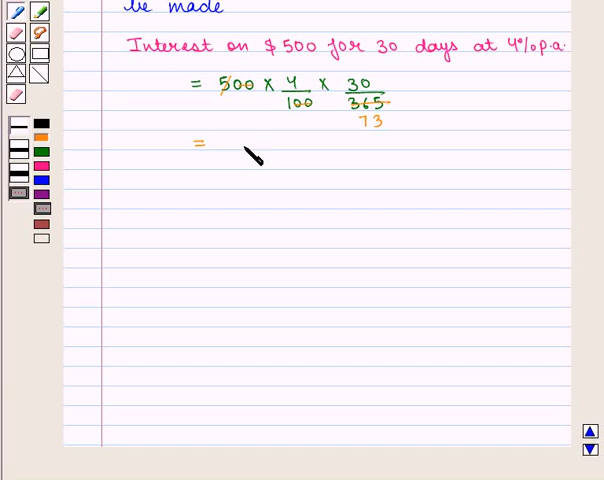 be made
Interest on $ 500 for 30 days at 4% p.a.
= 500 × 4/100 × 30/365
73
=